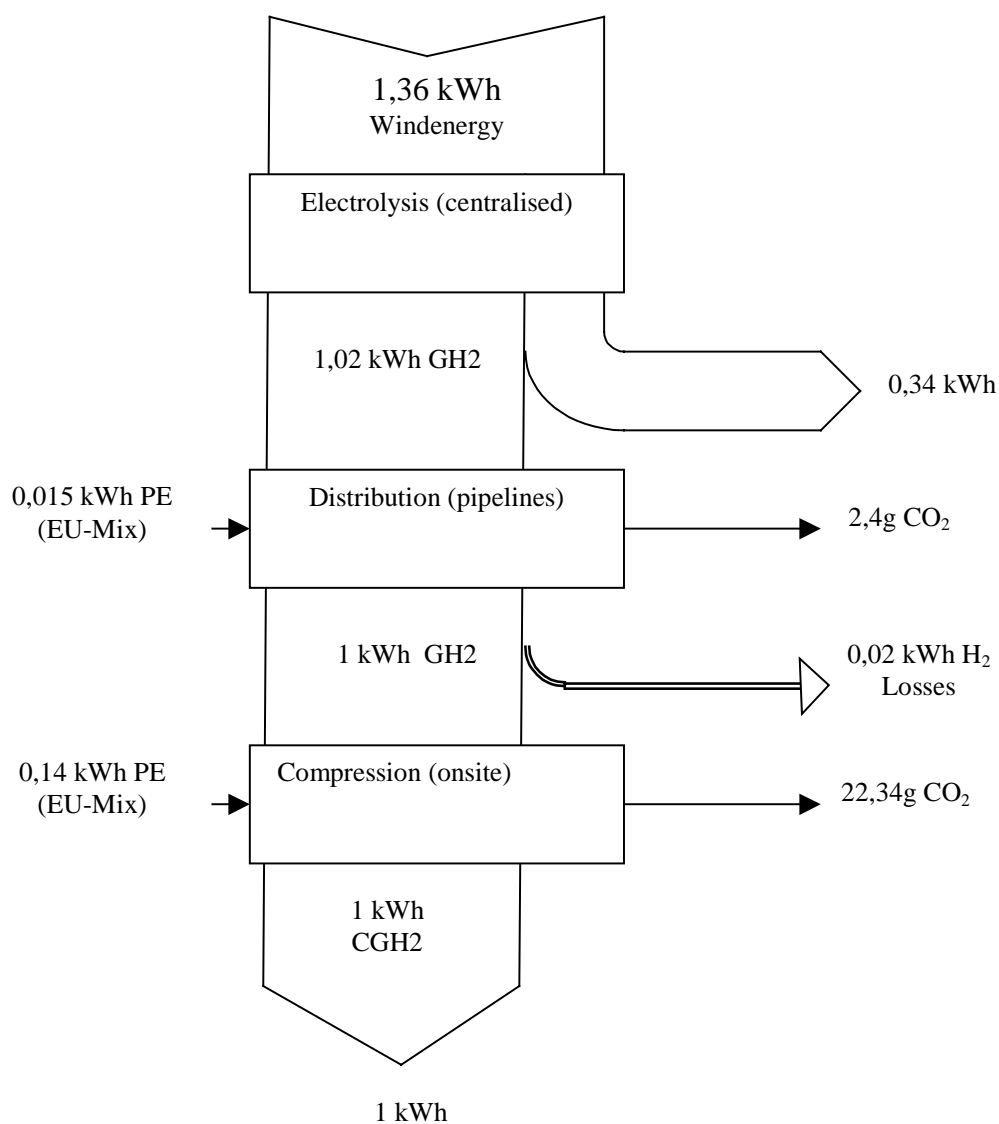 1,36 kWh
Windenergy
Electrolysis (centralised)
1,02 kWh GH2
0,34 kWh
0,015 kWh PE
(EU-Mix)
Distribution (pipelines)
2,4g CO₂
1 kWh GH2
0,02 kWh H₂
Losses
0,14 kWh PE
(EU-Mix)
Compression (onsite)
22,34g CO₂
1 kWh
CGH2
1 kWh